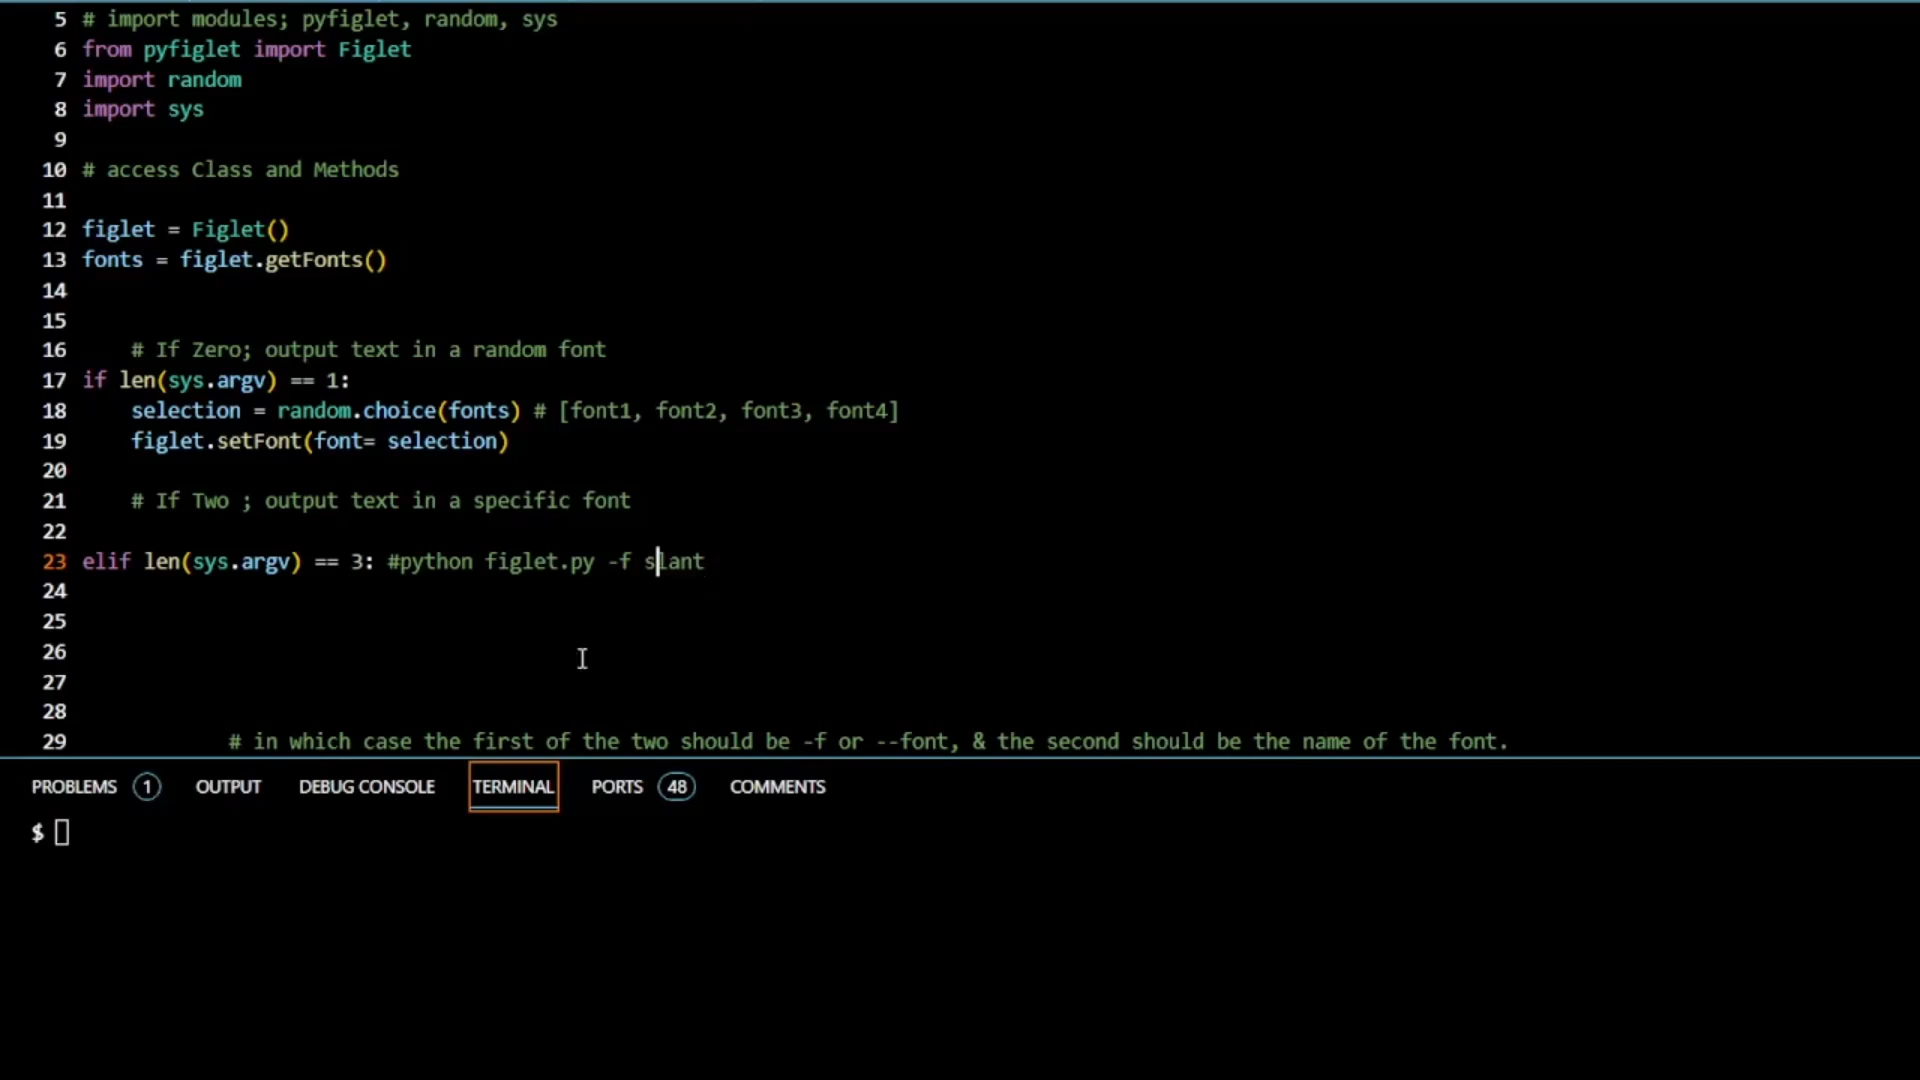 5 # import modules; pyfiglet, random, sys
6 from pyfiglet import Figlet
7 import random
8 import sys
9
10 # access Class and Methods
11
12 figlet = Figlet()
13 fonts = figlet.getFonts()
14
15
16     # If Zero; output text in a random font
17 if len(sys.argv) == 1:
18     selection = random.choice(fonts) # [font1, font2, font3, font4]
19     figlet.setFont(font= selection)
20
21     # If Two ; output text in a specific font
22
23 elif len(sys.argv) == 3: #python figlet.py -f slant
24
25
26
27
28
29             # in which case the first of the two should be -f or --font, & the second should be the name of the font.
PROBLEMS 1 OUTPUT DEBUG CONSOLE TERMINAL PORTS 48 COMMENTS
$